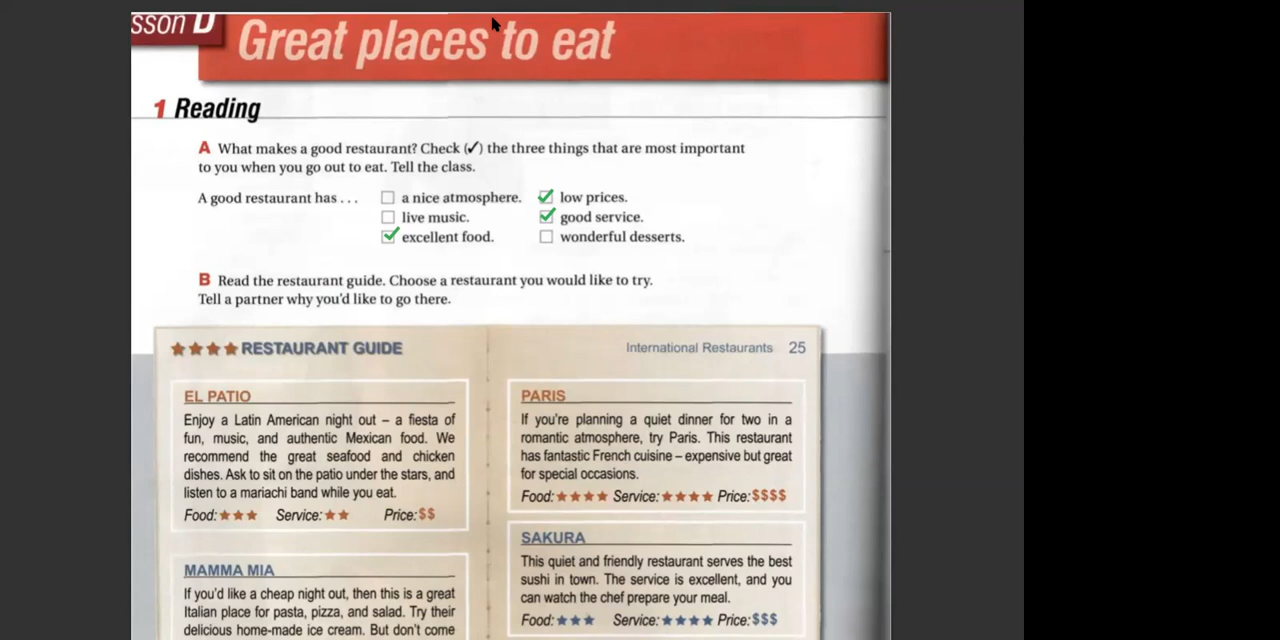 sson D
Great places to eat
1 Reading
A What makes a good restaurant? Check (✓) the three things that are most important
to you when you go out to eat. Tell the class.
A good restaurant has . . . a nice atmosphere. low prices.
live music. good service.
excellent food. wonderful desserts.
B Read the restaurant guide. Choose a restaurant you would like to try.
Tell a partner why you'd like to go there.
★★★★ RESTAURANT GUIDE
EL PATIO
Enjoy a Latin American night out – a fiesta of
fun, music, and authentic Mexican food. We
recommend the great seafood and chicken
dishes. Ask to sit on the patio under the stars, and
listen to a mariachi band while you eat.
Food: ★★★ Service: ★★ Price: $$
MAMMA MIA
If you'd like a cheap night out, then this is a great
Italian place for pasta, pizza, and salad. Try their
delicious home-made ice cream. But don't come
International Restaurants 25
PARIS
If you're planning a quiet dinner for two in a
romantic atmosphere, try Paris. This restaurant
has fantastic French cuisine – expensive but great
for special occasions.
Food: ★★★★ Service: ★★★★ Price: $$$$
SAKURA
This quiet and friendly restaurant serves the best
sushi in town. The service is excellent, and you
can watch the chef prepare your meal.
Food: ★★★ Service: ★★★★ Price: $$$